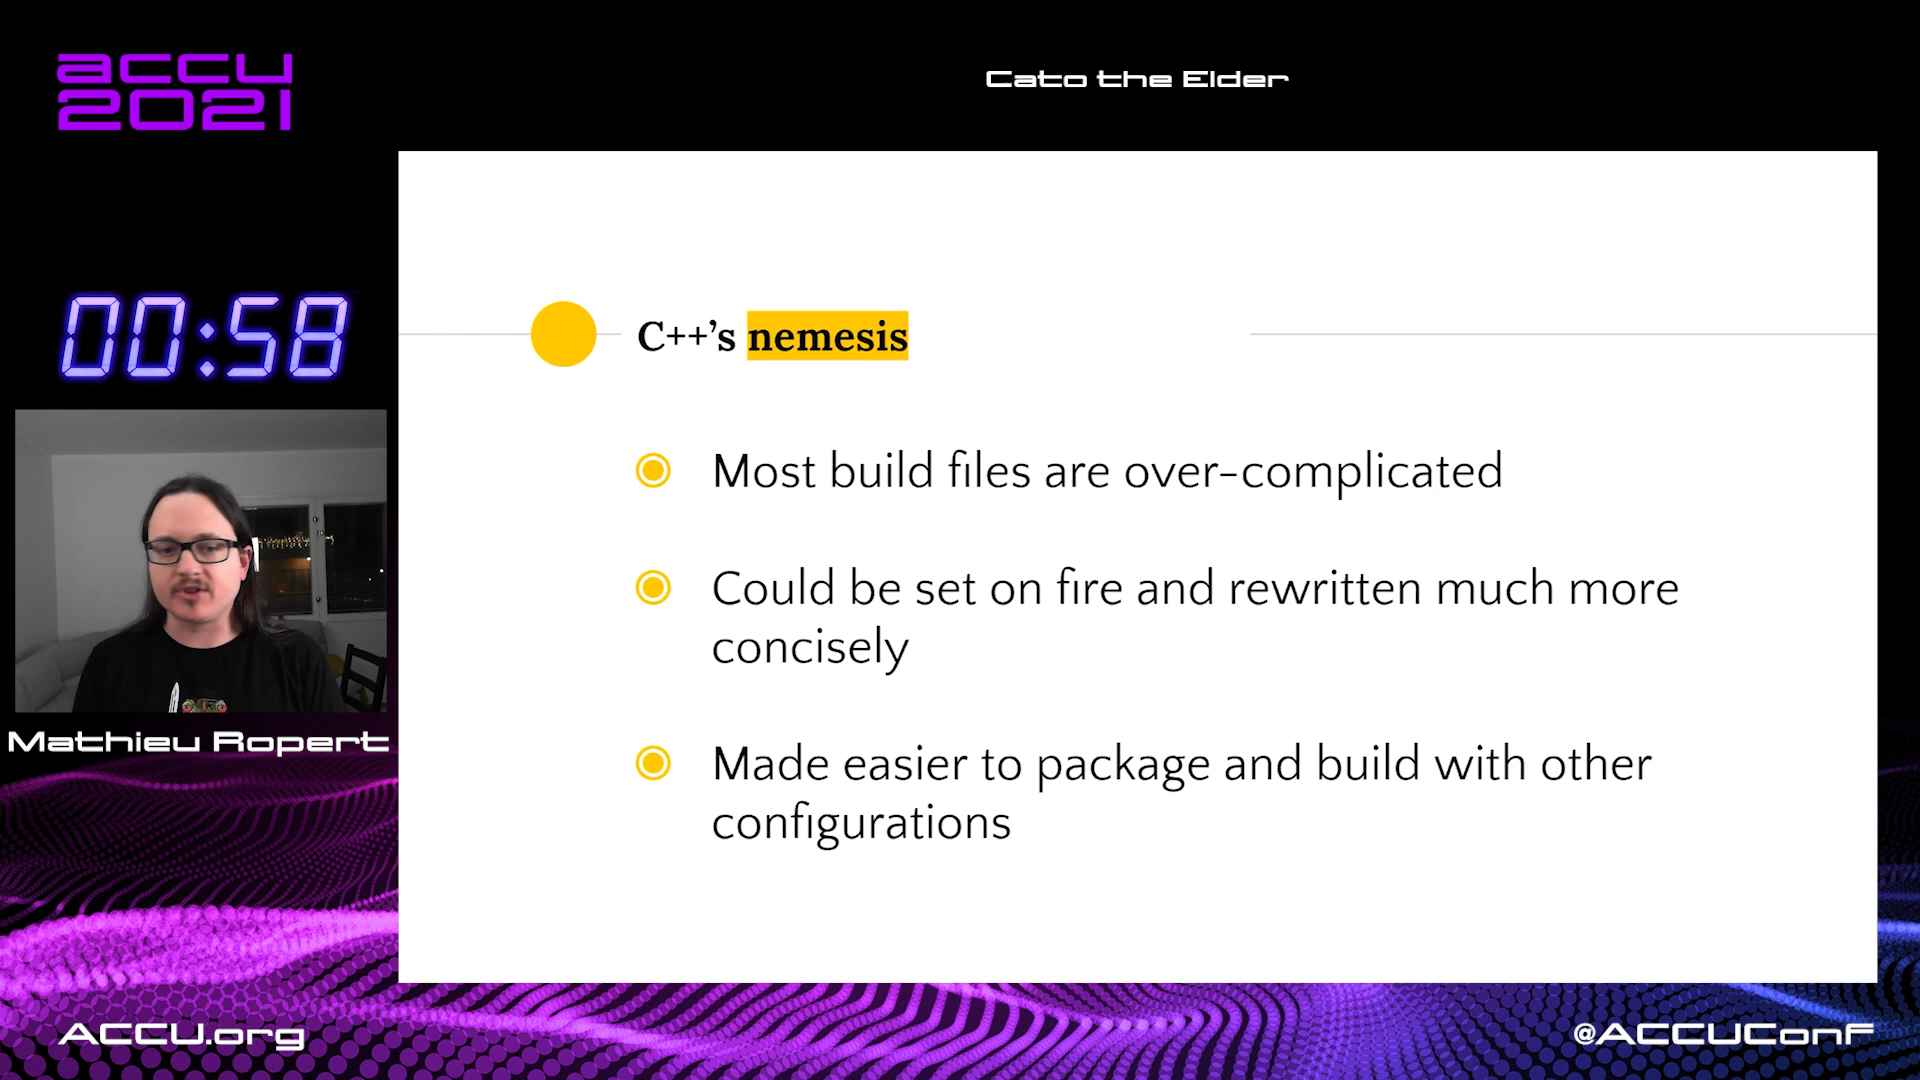 accu
2021
Cato the Elder
00:58
C++’s nemesis
Most build files are over-complicated
Could be set on fire and rewritten much more
concisely
Made easier to package and build with other
configurations
Mathieu Ropert
ACCU.org
@ACCUConf